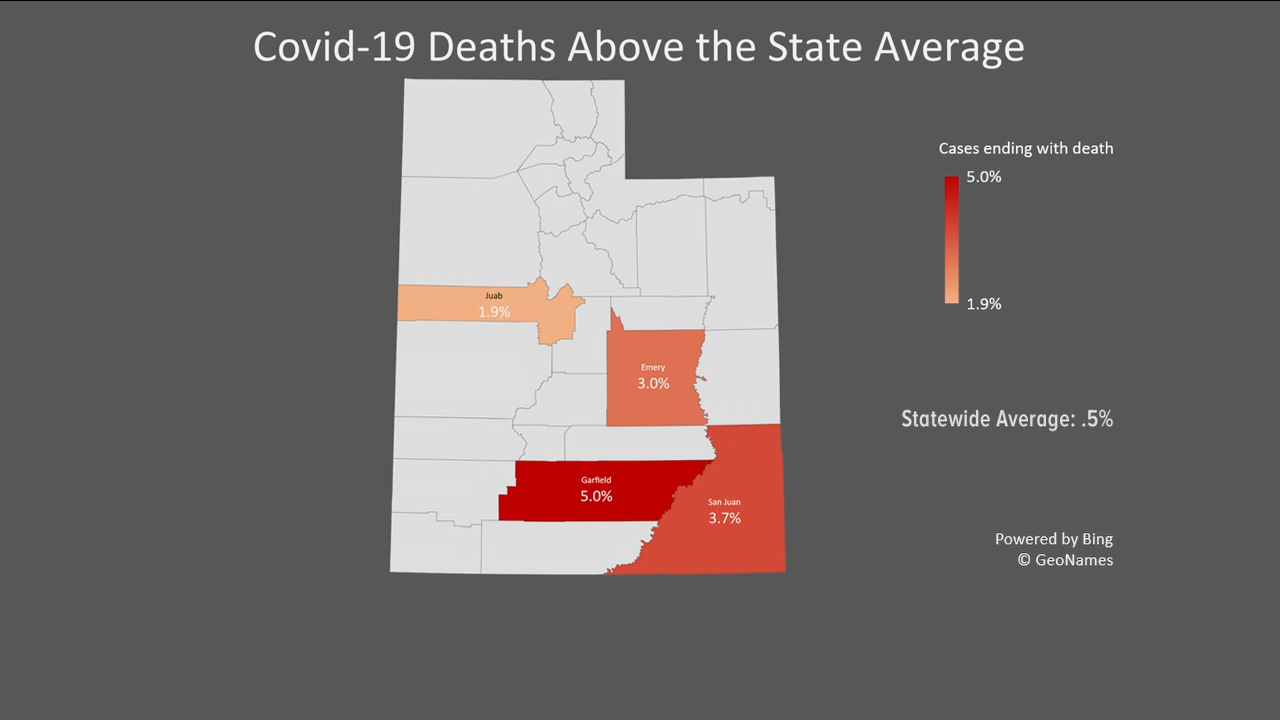 Covid-19 Deaths Above the State Average
Cases ending with death
5.0%
1.9%
Juab
1.9%
Emery
3.0%
Statewide Average: .5%
Garfield
5.0%
San Juan
3.7%
Powered by Bing
© GeoNames